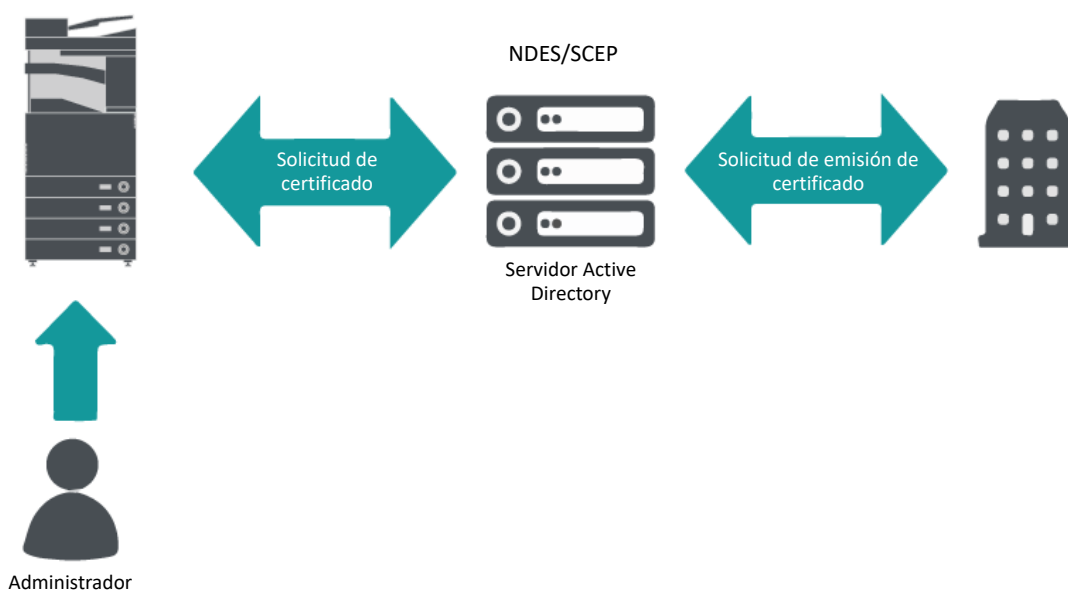 NDES/SCEP
Solicitud de
certificado
Solicitud de emisión de
certificado
Servidor Active
Directory
Administrador